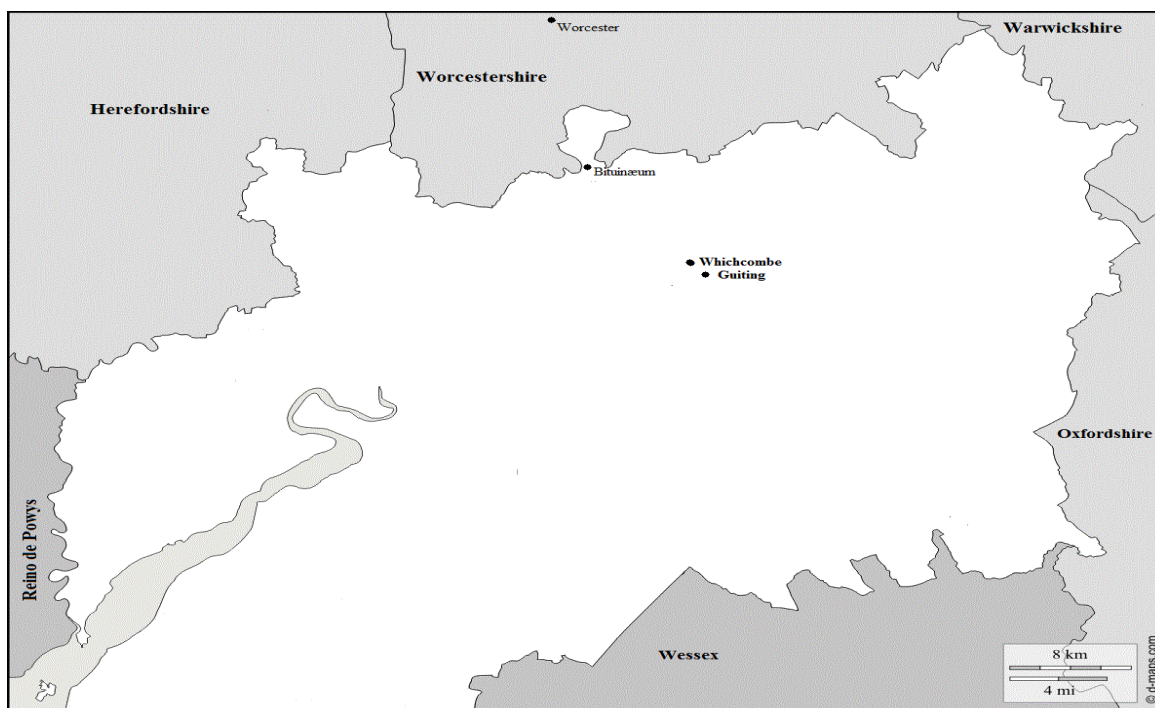 Worcester
Warwickshire
Worcestershire
Herefordshire
Bituinæum
Whichcombe
Guiting
Oxfordshire
Reino de Powys
Wessex
8 km
4 mi
© d-maps.com